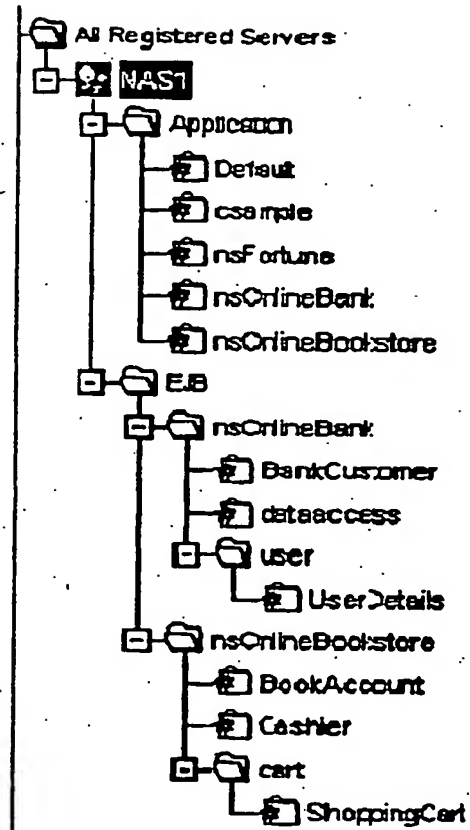 All Registered Servers
NAS1
Application
Default
csample
nsFortune
nsOnlineBank
nsOnlineBookstore
EJB
nsOnlineBank
BankCustomer
dataaccess
user
UserDetails
nsOnlineBookstore
BookAccount
Cashier
cart
ShoppingCart